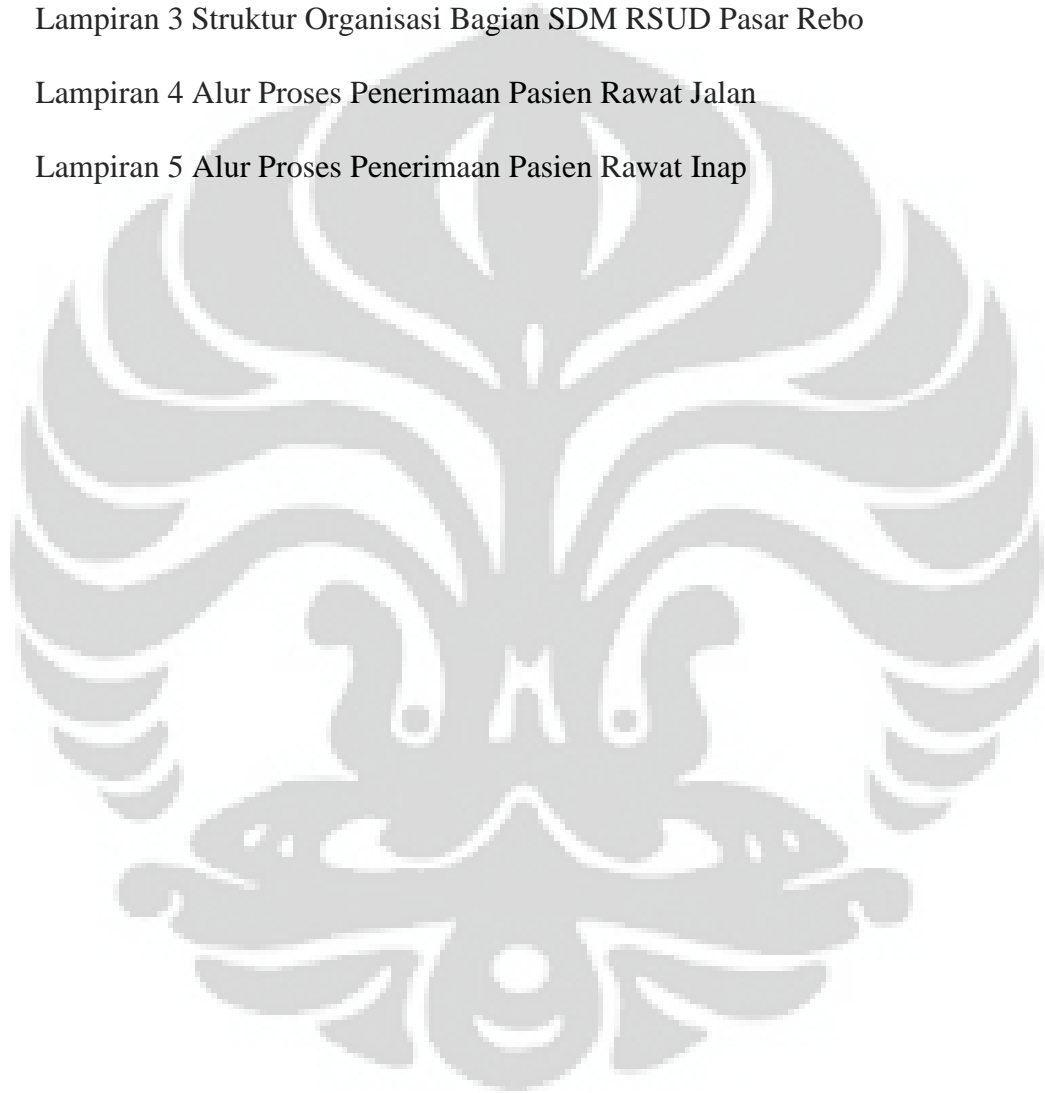 Lampiran 3 Struktur Organisasi Bagian SDM RSUD Pasar Rebo
Lampiran 4 Alur Proses Penerimaan Pasien Rawat Jalan
Lampiran 5 Alur Proses Penerimaan Pasien Rawat Inap